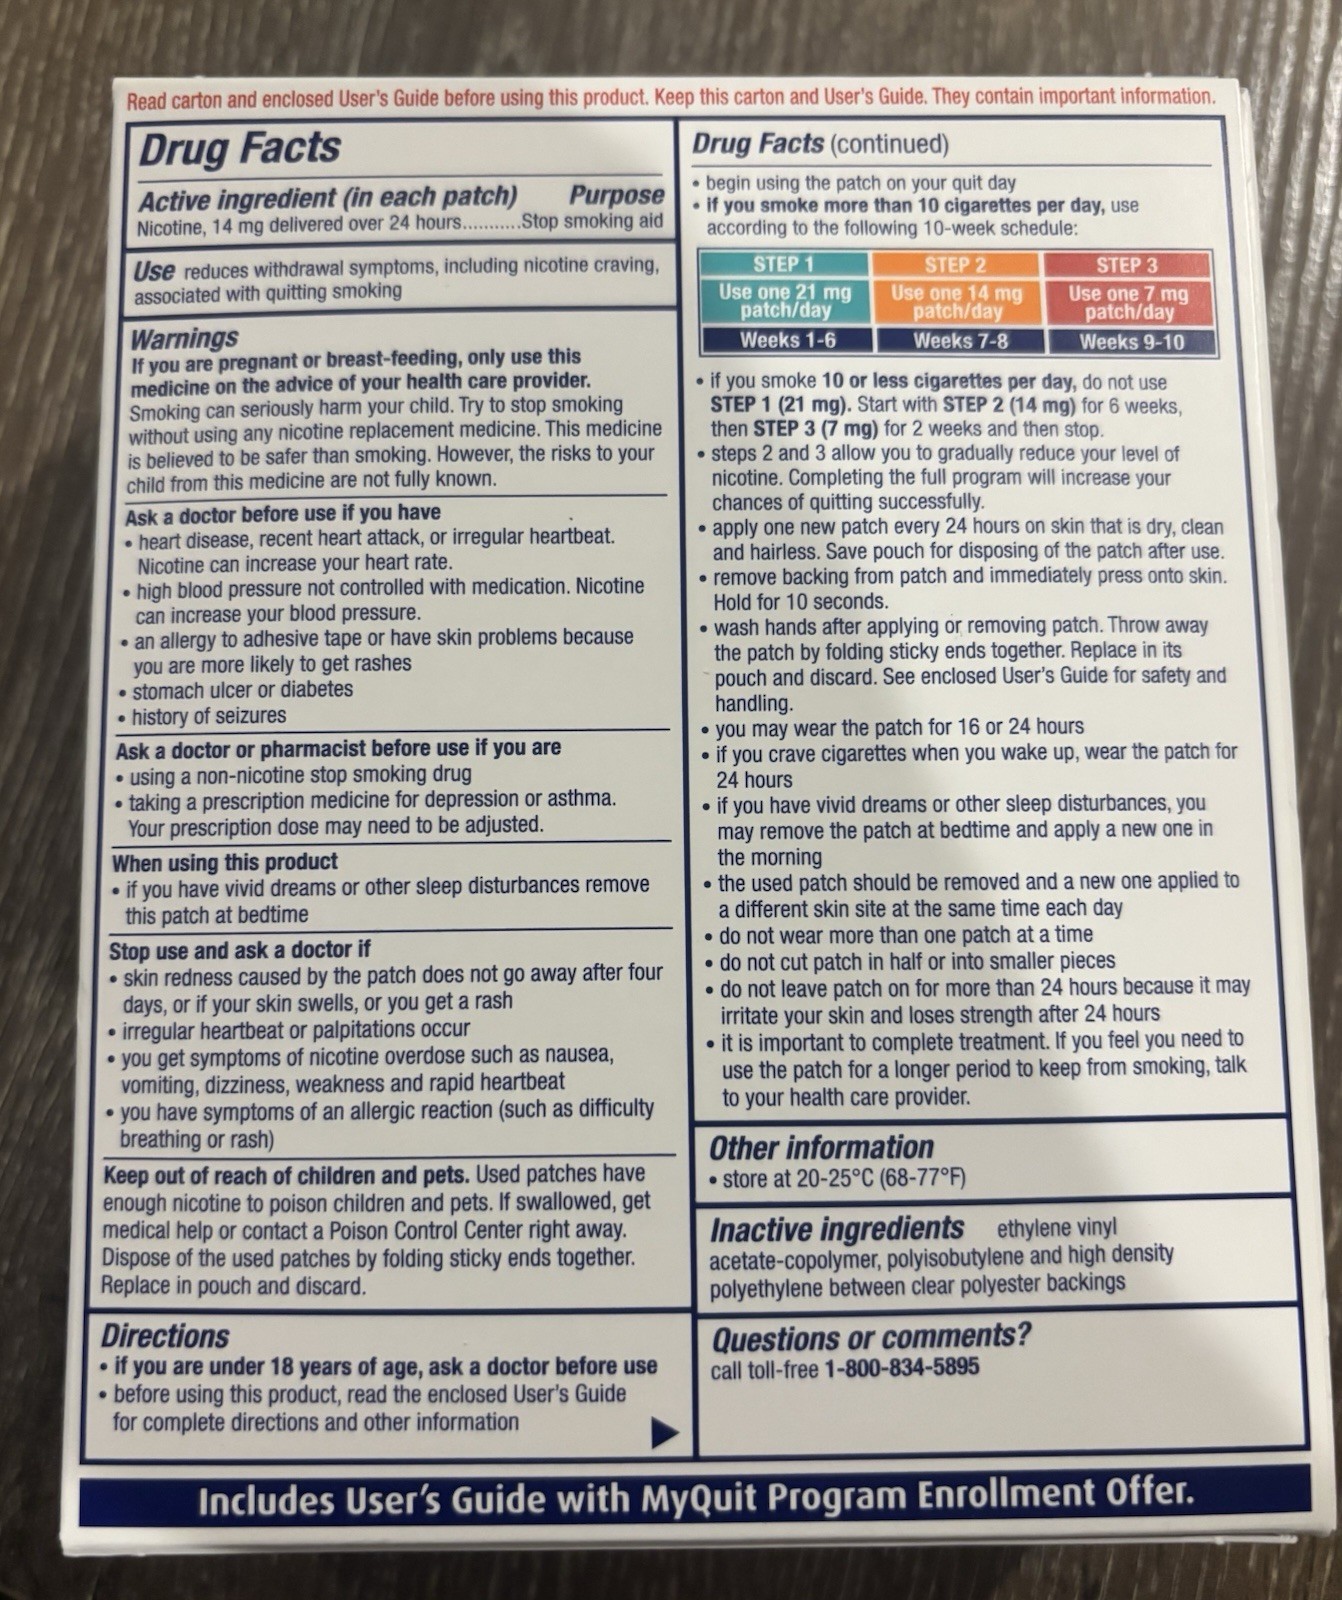 Read carton and enclosed User's Guide before using this product. Keep this carton and User's Guide. They contain important information.
Drug Facts
Active ingredient (in each patch) Purpose
Nicotine, 14 mg delivered over 24 hours...........Stop smoking aid
Use reduces withdrawal symptoms, including nicotine craving,
associated with quitting smoking
Warnings
If you are pregnant or breast-feeding, only use this
medicine on the advice of your health care provider.
Smoking can seriously harm your child. Try to stop smoking
without using any nicotine replacement medicine. This medicine
is believed to be safer than smoking. However, the risks to your
child from this medicine are not fully known.
Ask a doctor before use if you have
• heart disease, recent heart attack, or irregular heartbeat.
Nicotine can increase your heart rate.
• high blood pressure not controlled with medication. Nicotine
can increase your blood pressure.
• an allergy to adhesive tape or have skin problems because
you are more likely to get rashes
• stomach ulcer or diabetes
• history of seizures
Ask a doctor or pharmacist before use if you are
• using a non-nicotine stop smoking drug
• taking a prescription medicine for depression or asthma.
Your prescription dose may need to be adjusted.
When using this product
• if you have vivid dreams or other sleep disturbances remove
this patch at bedtime
Stop use and ask a doctor if
• skin redness caused by the patch does not go away after four
days, or if your skin swells, or you get a rash
• irregular heartbeat or palpitations occur
• you get symptoms of nicotine overdose such as nausea,
vomiting, dizziness, weakness and rapid heartbeat
• you have symptoms of an allergic reaction (such as difficulty
breathing or rash)
Keep out of reach of children and pets. Used patches have
enough nicotine to poison children and pets. If swallowed, get
medical help or contact a Poison Control Center right away.
Dispose of the used patches by folding sticky ends together.
Replace in pouch and discard.
Directions
• if you are under 18 years of age, ask a doctor before use
• before using this product, read the enclosed User's Guide
for complete directions and other information
Drug Facts (continued)
• begin using the patch on your quit day
• if you smoke more than 10 cigarettes per day, use
according to the following 10-week schedule:
STEP 1 STEP 2 STEP 3
Use one 21 mg Use one 14 mg Use one 7 mg
patch/day patch/day patch/day
Weeks 1-6 Weeks 7-8 Weeks 9-10
• if you smoke 10 or less cigarettes per day, do not use
STEP 1 (21 mg). Start with STEP 2 (14 mg) for 6 weeks,
then STEP 3 (7 mg) for 2 weeks and then stop.
• steps 2 and 3 allow you to gradually reduce your level of
nicotine. Completing the full program will increase your
chances of quitting successfully.
• apply one new patch every 24 hours on skin that is dry, clean
and hairless. Save pouch for disposing of the patch after use.
• remove backing from patch and immediately press onto skin.
Hold for 10 seconds.
• wash hands after applying or removing patch. Throw away
the patch by folding sticky ends together. Replace in its
pouch and discard. See enclosed User's Guide for safety and
handling.
• you may wear the patch for 16 or 24 hours
• if you crave cigarettes when you wake up, wear the patch for
24 hours
• if you have vivid dreams or other sleep disturbances, you
may remove the patch at bedtime and apply a new one in
the morning
• the used patch should be removed and a new one applied to
a different skin site at the same time each day
• do not wear more than one patch at a time
• do not cut patch in half or into smaller pieces
• do not leave patch on for more than 24 hours because it may
irritate your skin and loses strength after 24 hours
• it is important to complete treatment. If you feel you need to
use the patch for a longer period to keep from smoking, talk
to your health care provider.
Other information
• store at 20-25°C (68-77°F)
Inactive ingredients ethylene vinyl
acetate-copolymer, polyisobutylene and high density
polyethylene between clear polyester backings
Questions or comments?
call toll-free 1-800-834-5895
Includes User's Guide with MyQuit Program Enrollment Offer.